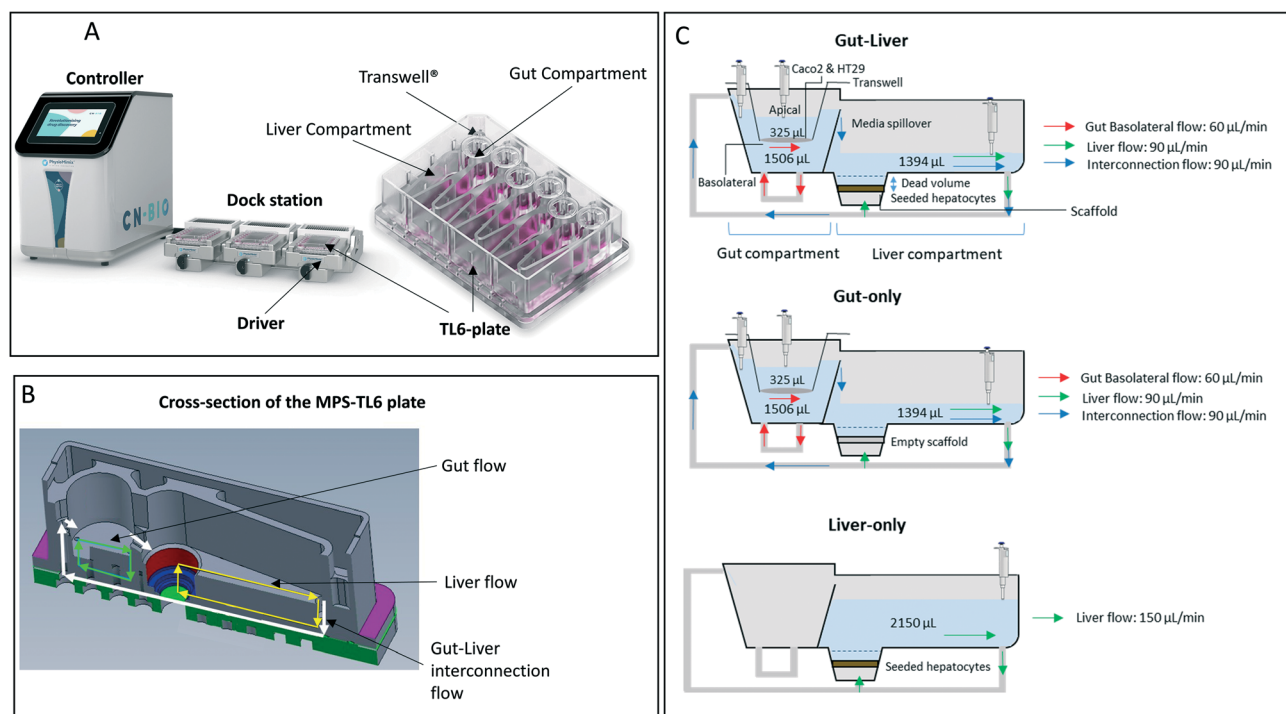 A
Controller
Transwell®
Gut Compartment
Liver Compartment
Dock station
CN-BIO
Driver
TL6-plate
B
Cross-section of the MPS-TL6 plate
Gut flow
Liver flow
Gut-Liver
interconnection
flow
C
Gut-Liver
Caco2 & HT29
Transwell
Apical
325 µL
Media spillover
1506 µL
1394 µL
Basolateral
Dead volume
Seeded hepatocytes
Scaffold
Gut compartment
Liver compartment
Gut Basolateral flow: 60 µL/min
Liver flow: 90 µL/min
Interconnection flow: 90 µL/min
Gut-only
325 µL
1506 µL
1394 µL
Empty scaffold
Gut Basolateral flow: 60 µL/min
Liver flow: 90 µL/min
Interconnection flow: 90 µL/min
Liver-only
2150 µL
Seeded hepatocytes
Liver flow: 150 µL/min